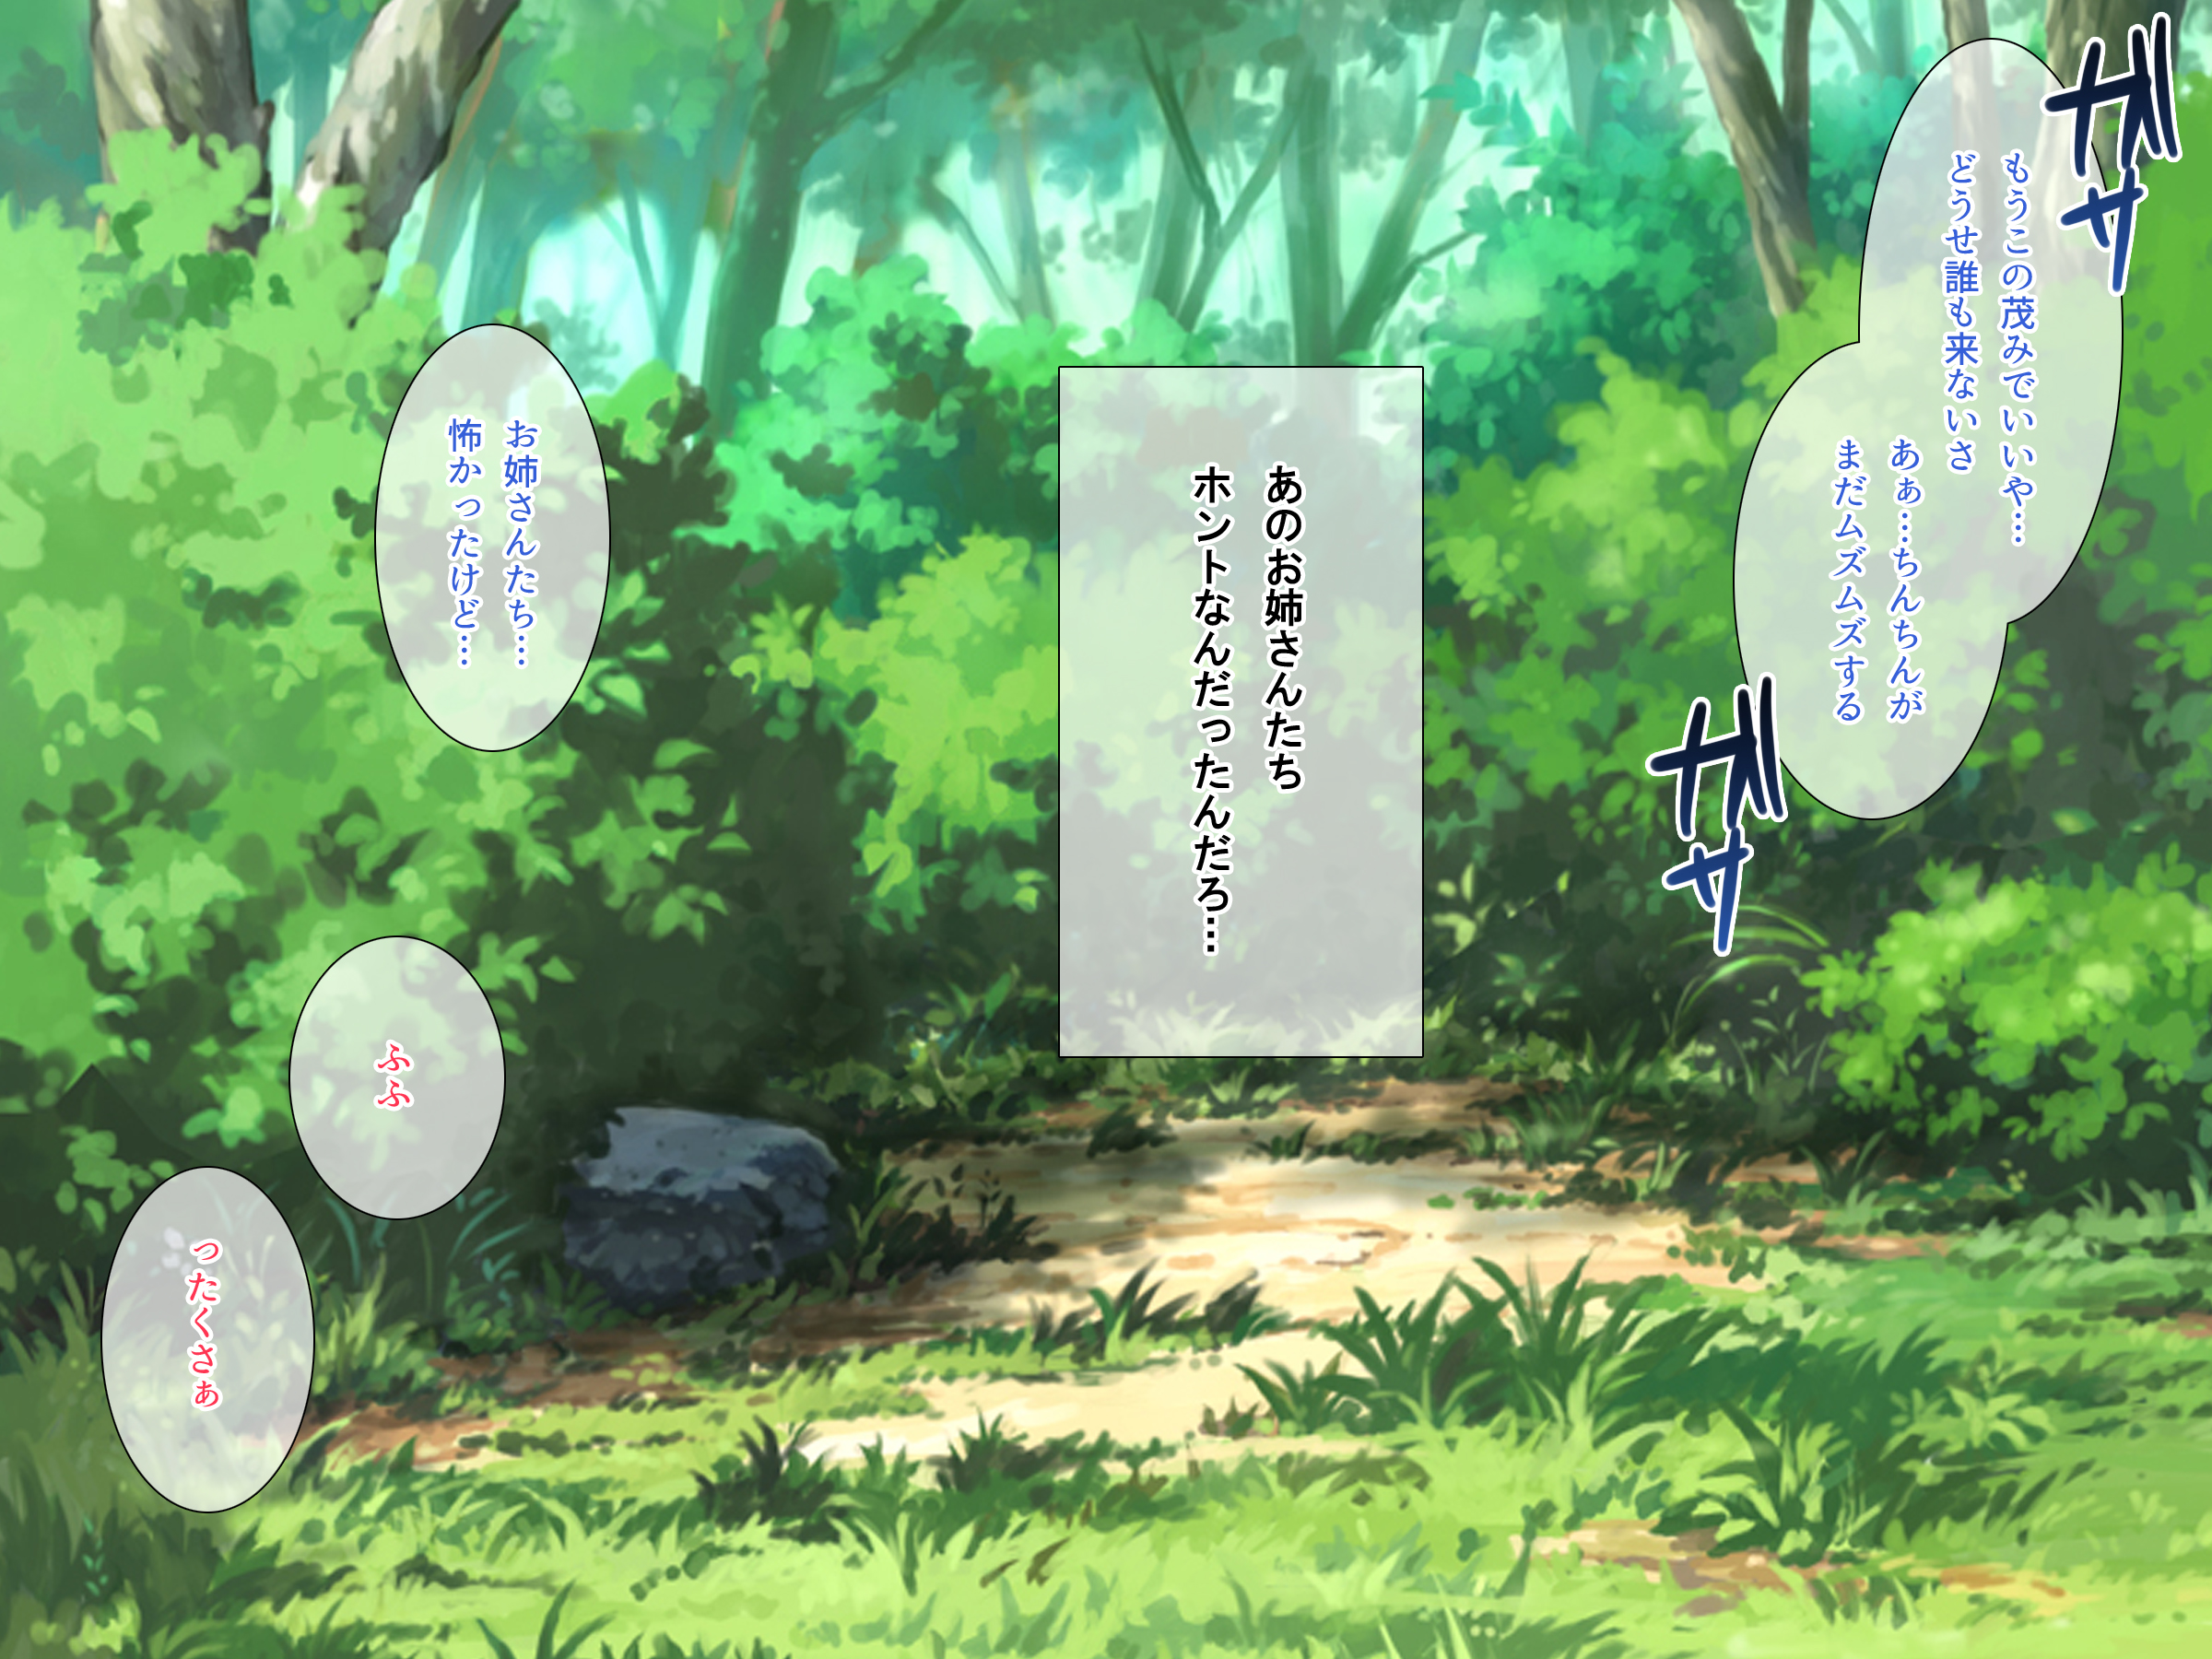 ガサ
もうこの茂みでいいや…
どうせ誰も来ないさ
あぁ…ちんちんが
まだムズムズする
ガサ
あのお姉さんたち
ホントなんだったんだろ…
お姉さんたち…
怖かったけど…
ふふ
ったくさぁ